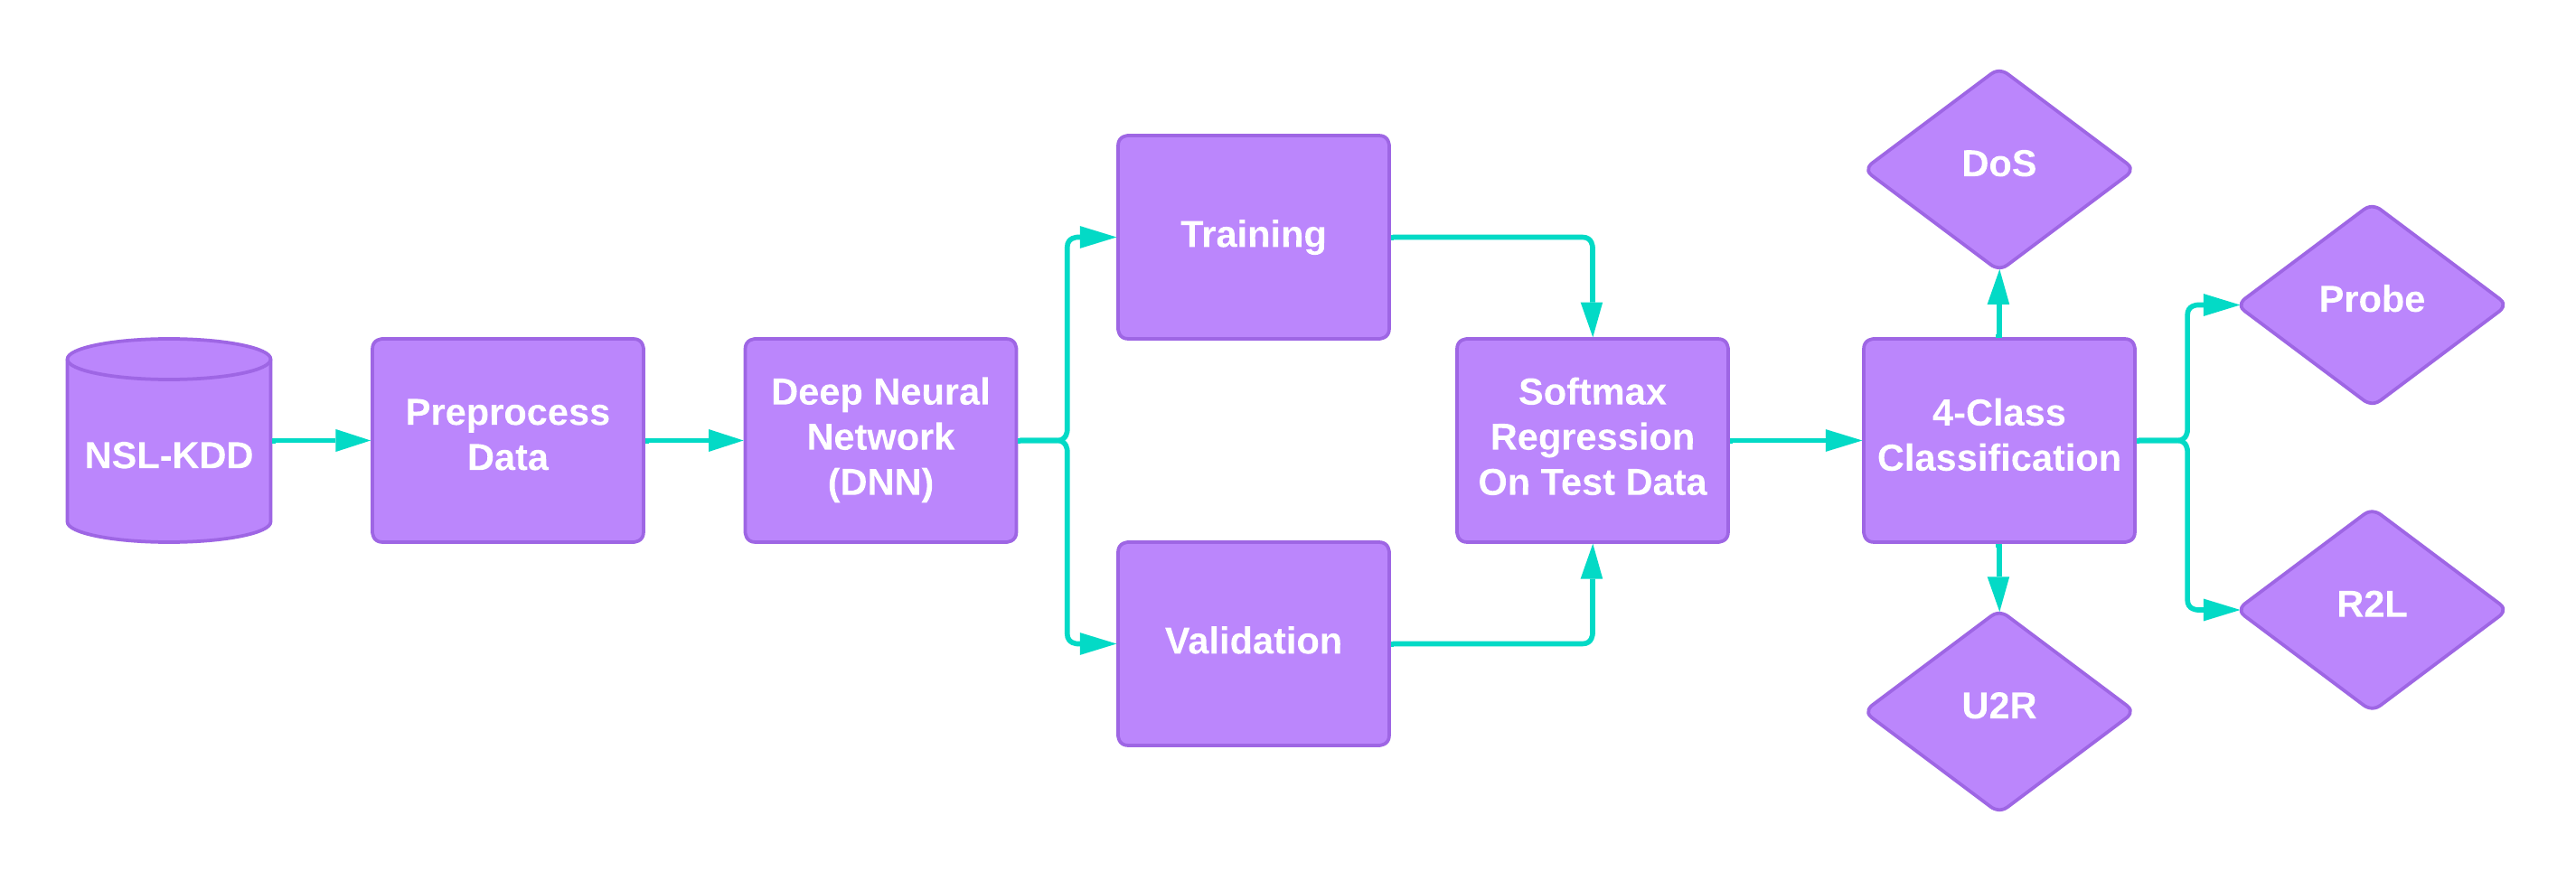 NSL-KDD
Preprocess
Data
Deep Neural
Network
(DNN)
Training
Validation
Softmax
Regression
On Test Data
4-Class
Classification
DoS
Probe
R2L
U2R